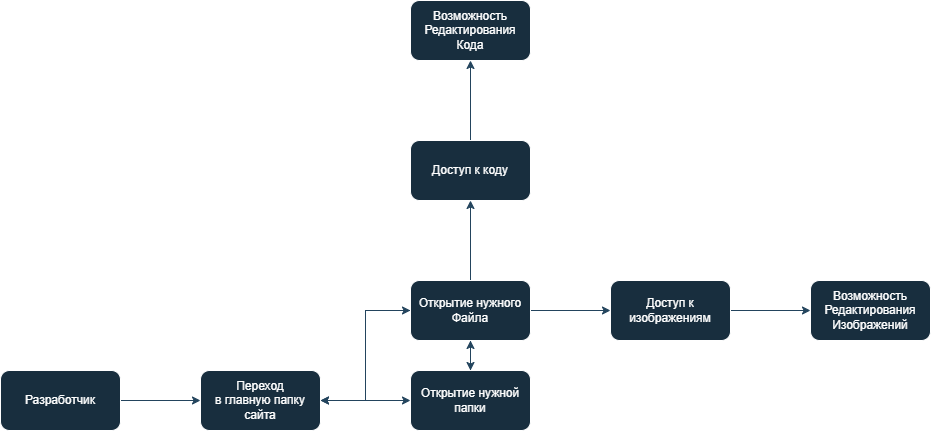 Возможность
Редактирования
Кода
Доступ к коду
Открытие нужного
Файла
Доступ к
изображениям
Возможность
Редактирования
Изображений
Разработчик
Переход
в главную папку
сайта
Открытие нужной
папки